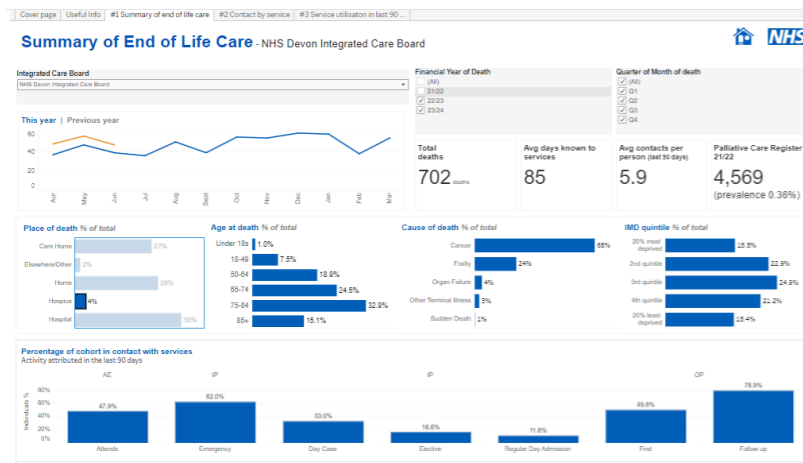 Cover page | Useful Info | #1 Summary of end of life care | #2 Contact by service | #3 Service utilisaton in last 90 ...
Summary of End of Life Care - NHS Devon Integrated Care Board
NHS
Integrated Care Board
NHS Devon Integrated Care Board
Financial Year of Death
(All)
21/22
22/23
23/24
Quarter of Month of death
(All)
Q1
Q2
Q3
Q4
This year | Previous year
60
40
20
0
Apr May Jun Jul Aug Sept Oct Nov Dec Jan Feb Mar
Total deaths
702 deaths
Avg days known to services
85
Avg contacts per person (last 90 days)
5.9
Palliative Care Register 21/22
4,569
(prevalence 0.36%)
Place of death % of total
Care Home 27%
Elsewhere/Other 2%
Home 29%
Hospice 4%
Hospital 38%
Age at death % of total
Under 18s 1.0%
18-49 7.5%
50-64 18.9%
65-74 24.5%
75-84 32.9%
85+ 15.1%
Cause of death % of total
Cancer 68%
Frailty 24%
Organ Failure 4%
Other Terminal Illness 3%
Sudden Death 1%
IMD quintile % of total
20% most deprived 15.5%
2nd quintile 22.9%
3rd quintile 24.9%
4th quintile 21.2%
20% least deprived 15.4%
Percentage of cohort in contact with services
Activity attributed in the last 90 days
AE IP IP OP
Individuals %
80%
60%
40%
20%
0%
47.9% 62.0% 33.0% 16.6% 11.8% 49.8% 78.9%
Attends Emergency Day Case Elective Regular Day Admission First Follow up